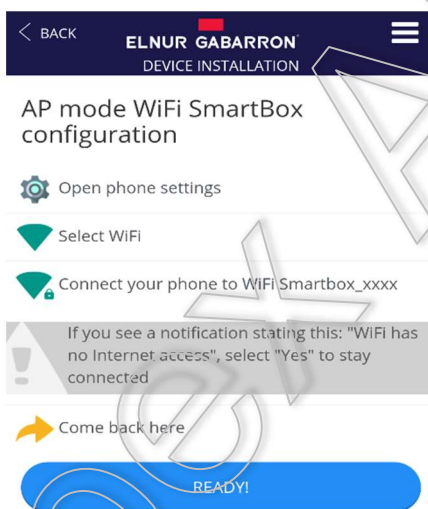 < BACK
ELNUR GABARRON
DEVICE INSTALLATION
AP mode WiFi SmartBox
configuration
Open phone settings
Select WiFi
Connect your phone to WiFi Smartbox_xxxx
If you see a notification stating this: "WiFi has
no Internet access", select "Yes" to stay
connected
Come back here
READY!